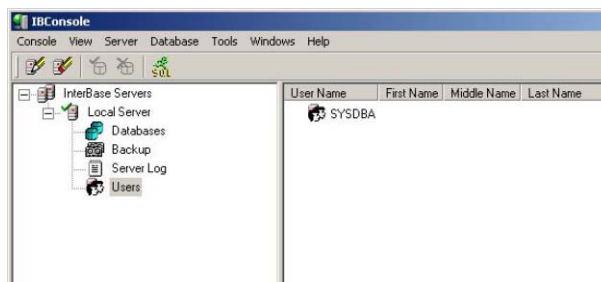 IBConsole
Console View Server Database Tools Windows Help
SQL
InterBase Servers
Local Server
Databases
Backup
Server Log
Users
User Name First Name Middle Name Last Name
SYSDBA